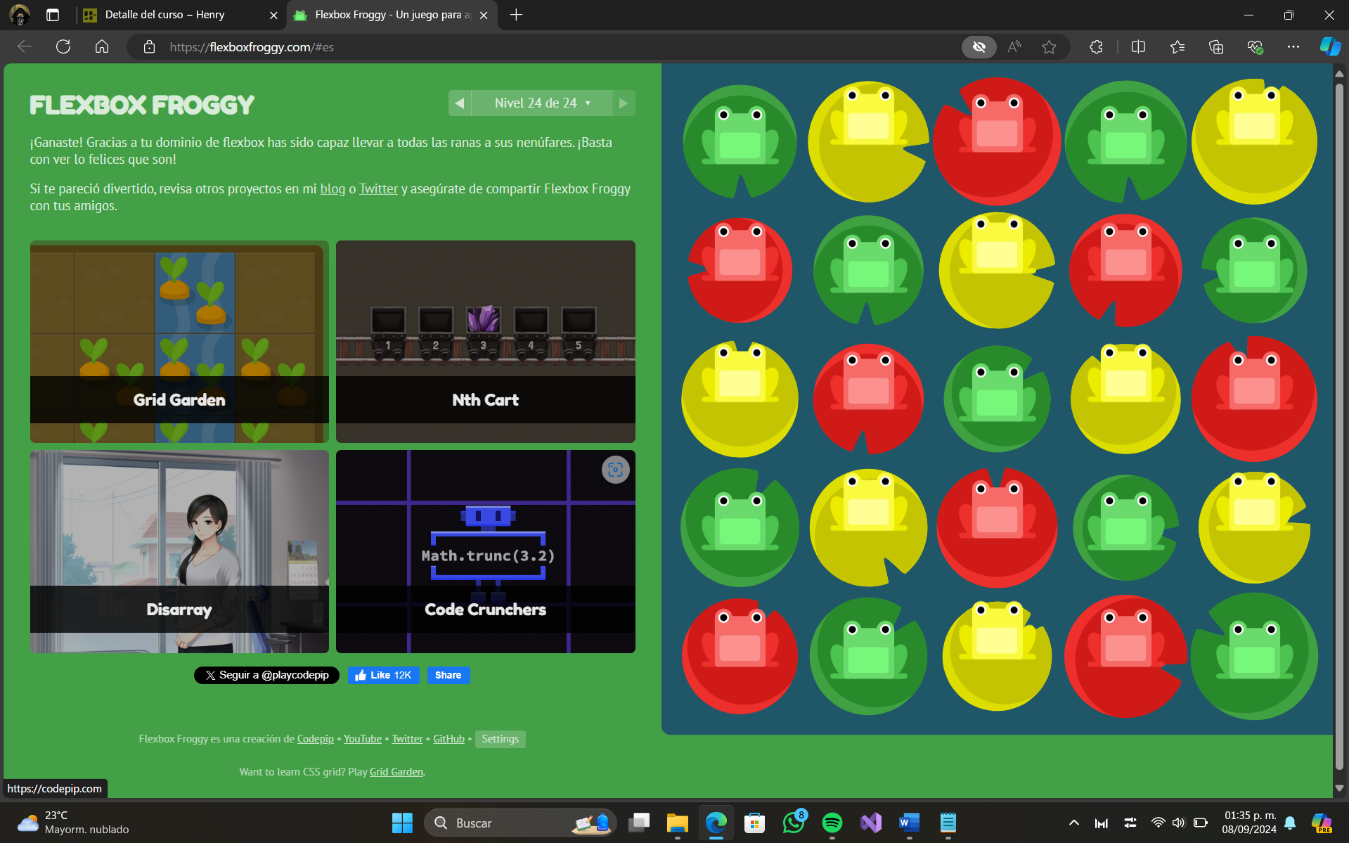 Detalle del curso – Henry
Flexbox Froggy - Un juego para a
https://flexboxfroggy.com/#es
FLEXBOX FROGGY
Nivel 24 de 24
¡Ganaste! Gracias a tu dominio de flexbox has sido capaz llevar a todas las ranas a sus nenúfares. ¡Basta
con ver lo felices que son!
Si te pareció divertido, revisa otros proyectos en mi blog o Twitter y asegúrate de compartir Flexbox Froggy
con tus amigos.
1 2 3 4 5
Grid Garden
Nth Cart
Math.trunc(3.2)
Disarray
Code Crunchers
Seguir a @playcodepip
Like 12K
Share
Flexbox Froggy es una creación de Codepip • YouTube • Twitter • GitHub • Settings
Want to learn CSS grid? Play Grid Garden.
https://codepip.com
23°C
Mayorm. nublado
Buscar
8
01:35 p. m.
08/09/2024
PRE